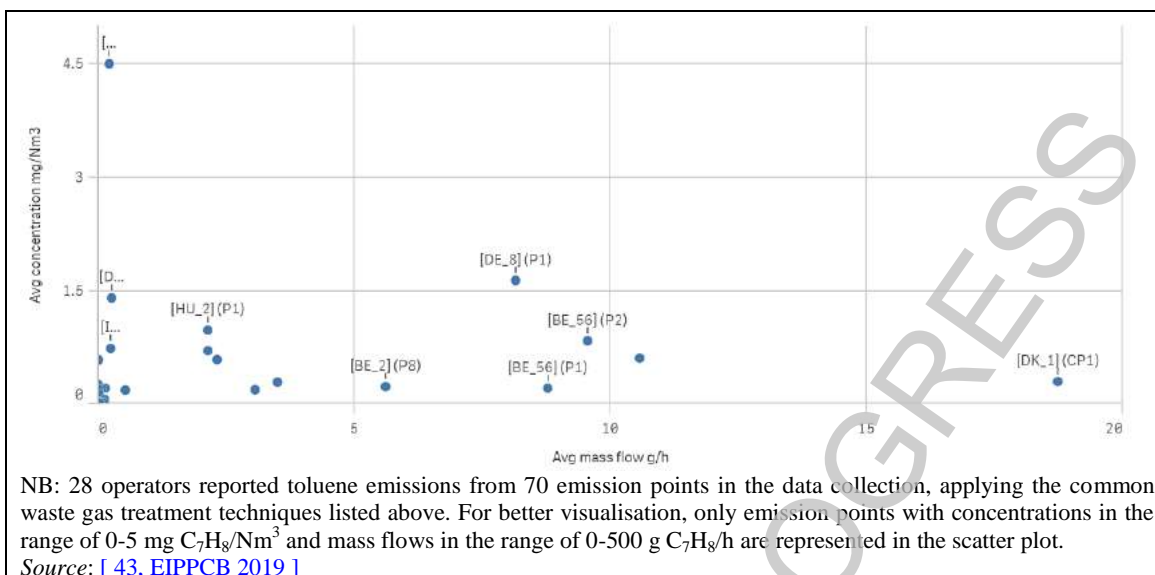 [...
4.5
3
1.5
0
Avg concentration mg/Nm3
[D...
[I...
[HU_2](P1)
[DE_8](P1)
[BE_56](P2)
[BE_2](P8)
[BE_56](P1)
[DK_1](CP1)
0 5 10 15 20
Avg mass flow g/h
NB: 28 operators reported toluene emissions from 70 emission points in the data collection, applying the common
waste gas treatment techniques listed above. For better visualisation, only emission points with concentrations in the
range of 0-5 mg C₇H₈/Nm³ and mass flows in the range of 0-500 g C₇H₈/h are represented in the scatter plot.
Source: [ 43, EIPPCB 2019 ]
OGRESS